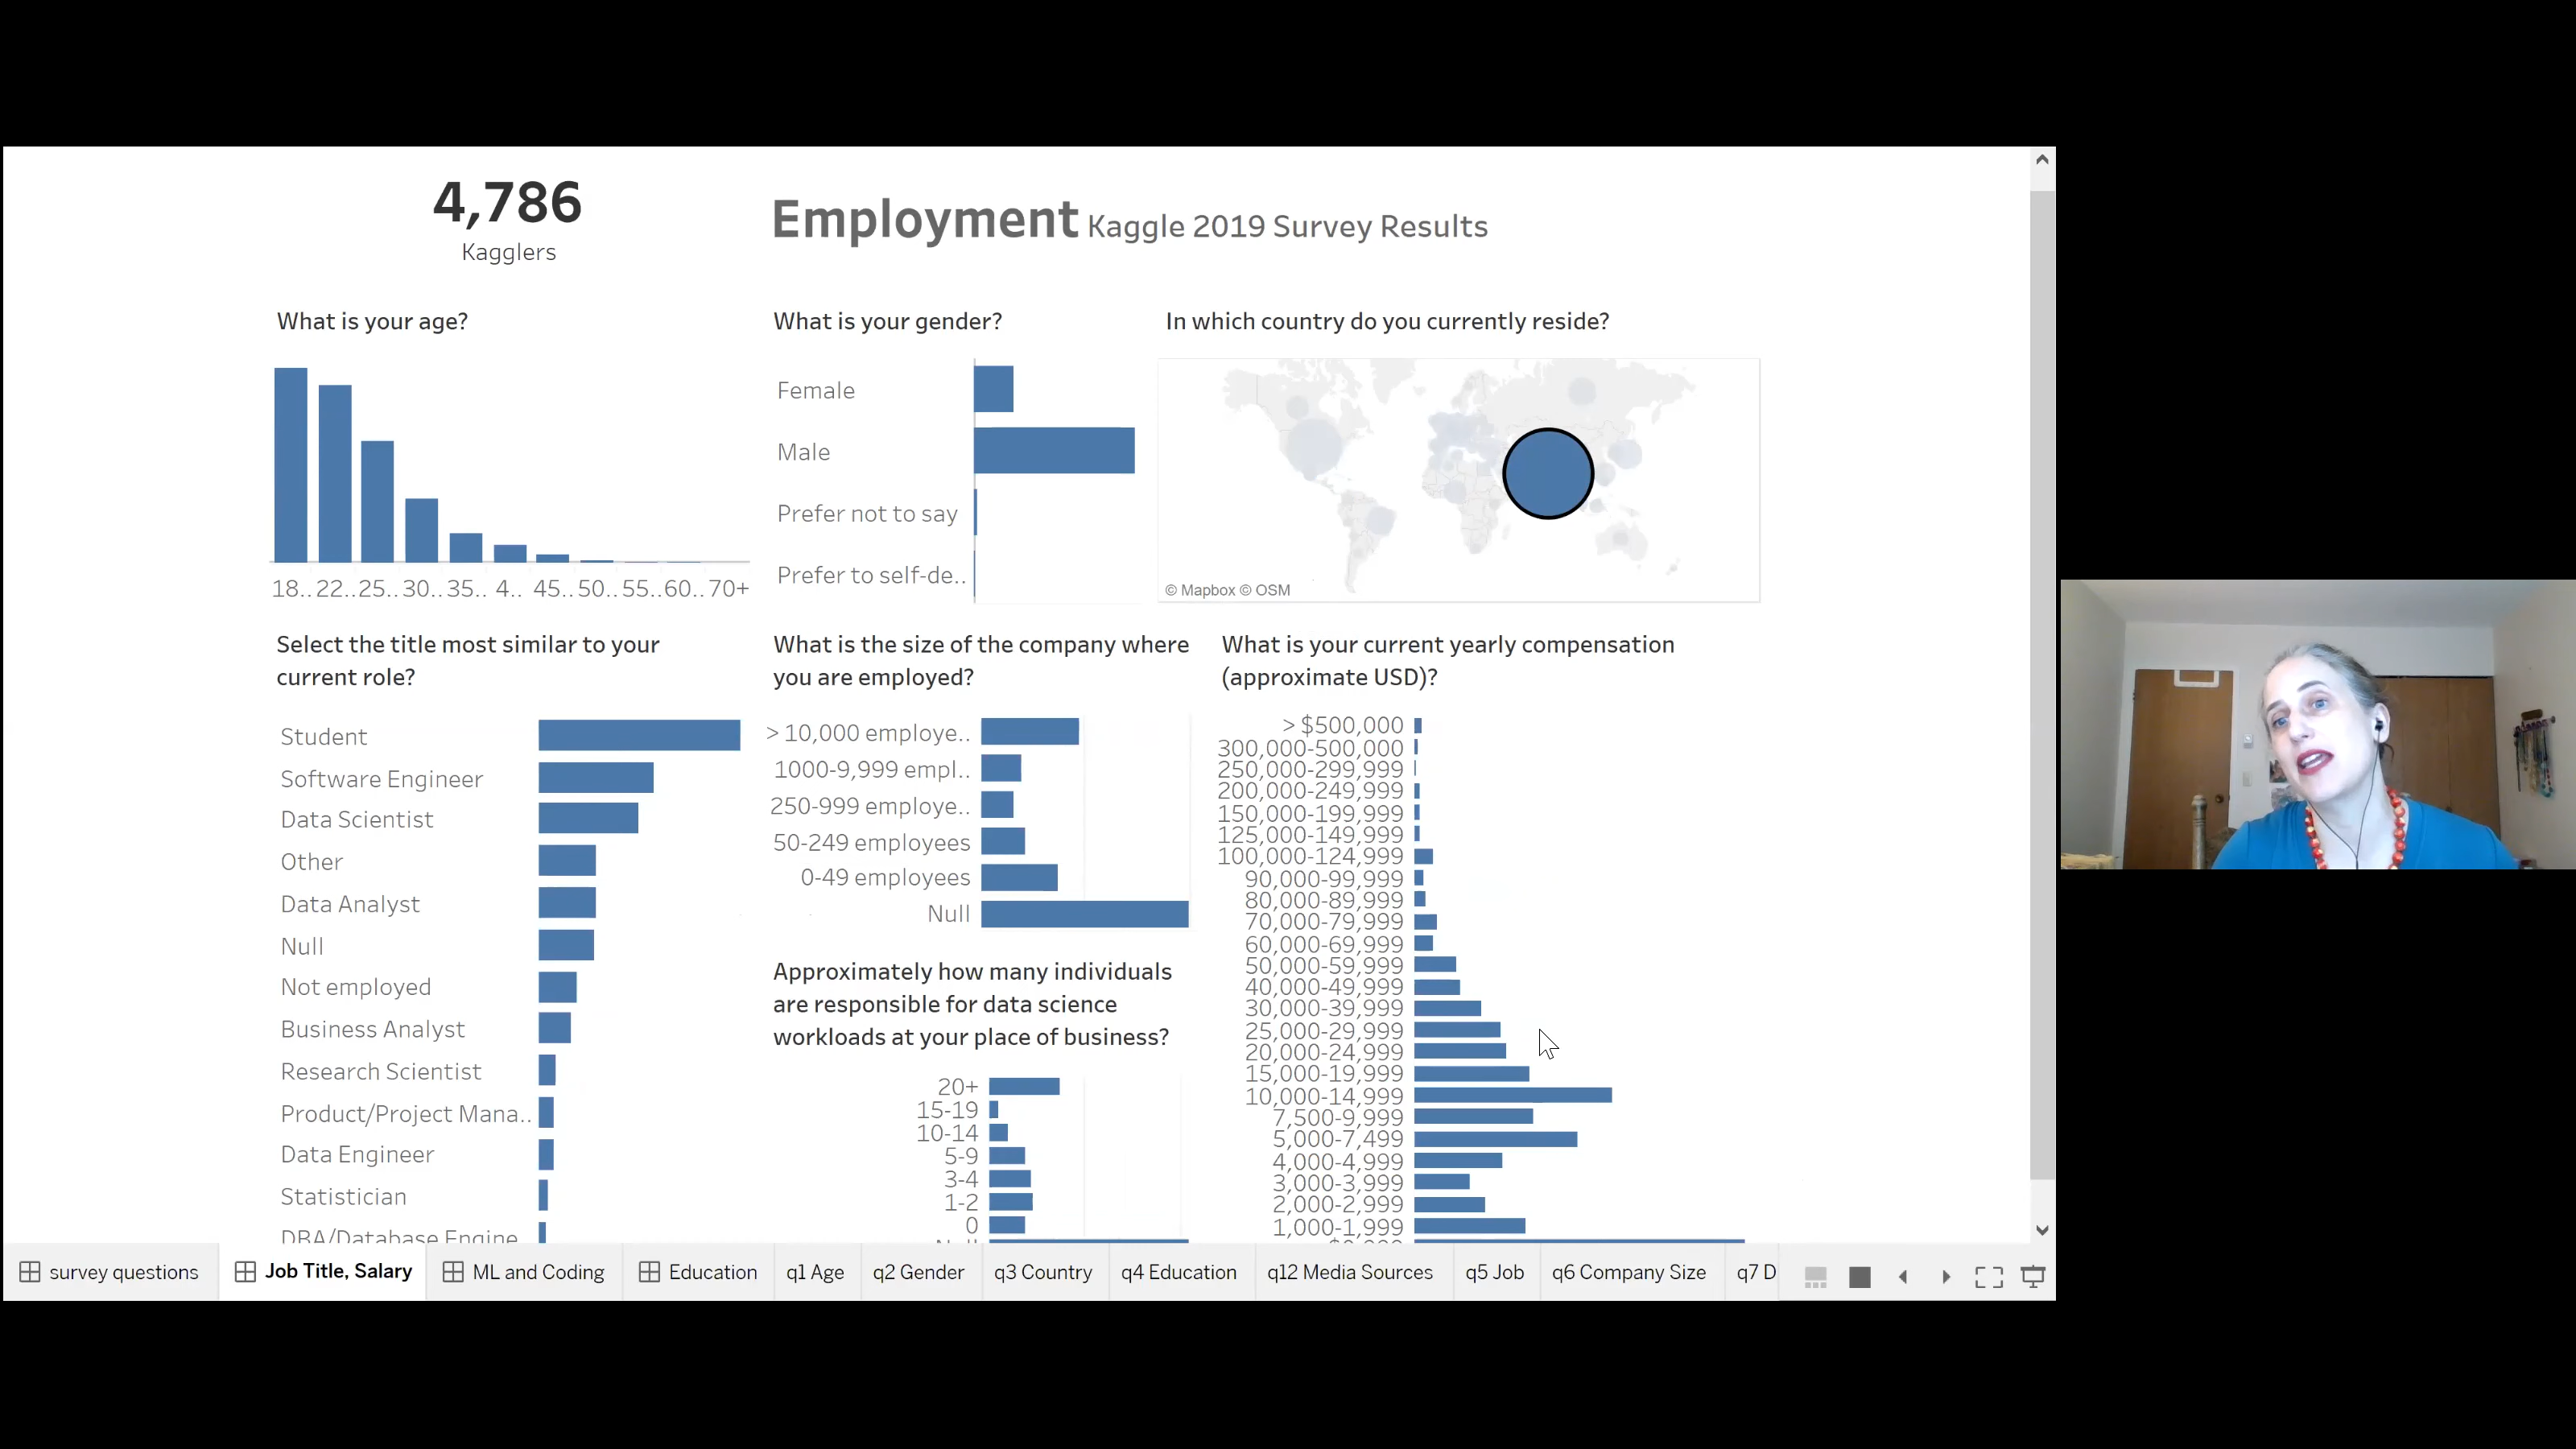 4,786
Kagglers
Employment Kaggle 2019 Survey Results
What is your age?
18.. 22.. 25.. 30.. 35.. 4.. 45.. 50.. 55.. 60.. 70+
What is your gender?
Female
Male
Prefer not to say
Prefer to self-de..
In which country do you currently reside?
© Mapbox © OSM
Select the title most similar to your
current role?
Student
Software Engineer
Data Scientist
Other
Data Analyst
Null
Not employed
Business Analyst
Research Scientist
Product/Project Mana..
Data Engineer
Statistician
DBA/Database Engine
What is the size of the company where
you are employed?
> 10,000 employe..
1000-9,999 empl..
250-999 employe..
50-249 employees
0-49 employees
Null
Approximately how many individuals
are responsible for data science
workloads at your place of business?
20+
15-19
10-14
5-9
3-4
1-2
0
What is your current yearly compensation
(approximate USD)?
> $500,000
300,000-500,000
250,000-299,999
200,000-249,999
150,000-199,999
125,000-149,999
100,000-124,999
90,000-99,999
80,000-89,999
70,000-79,999
60,000-69,999
50,000-59,999
40,000-49,999
30,000-39,999
25,000-29,999
20,000-24,999
15,000-19,999
10,000-14,999
7,500-9,999
5,000-7,499
4,000-4,999
3,000-3,999
2,000-2,999
1,000-1,999
survey questions
Job Title, Salary
ML and Coding
Education
q1 Age
q2 Gender
q3 Country
q4 Education
q12 Media Sources
q5 Job
q6 Company Size
q7 D